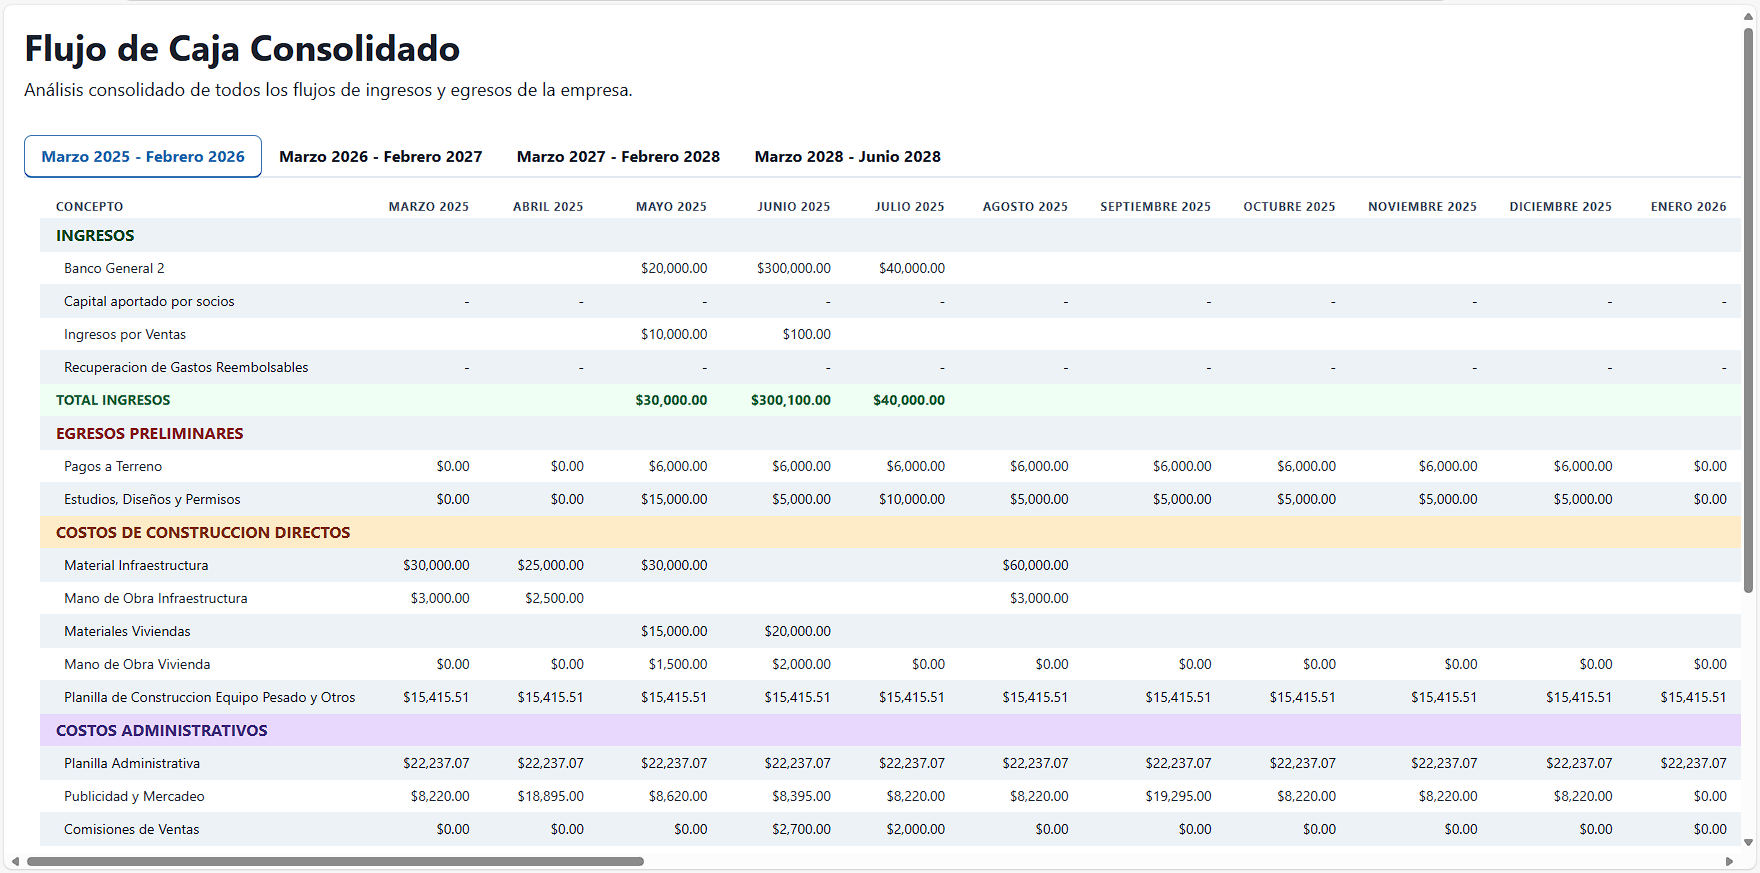 Flujo de Caja Consolidado
Análisis consolidado de todos los flujos de ingresos y egresos de la empresa.
Marzo 2025 - Febrero 2026 Marzo 2026 - Febrero 2027 Marzo 2027 - Febrero 2028 Marzo 2028 - Junio 2028
CONCEPTO MARZO 2025 ABRIL 2025 MAYO 2025 JUNIO 2025 JULIO 2025 AGOSTO 2025 SEPTIEMBRE 2025 OCTUBRE 2025 NOVIEMBRE 2025 DICIEMBRE 2025 ENERO 2026
INGRESOS
Banco General 2 $20,000.00 $300,000.00 $40,000.00
Capital aportado por socios - - - - - - - - - - -
Ingresos por Ventas $10,000.00 $100.00
Recuperacion de Gastos Reembolsables - - - - - - - - - - -
TOTAL INGRESOS $30,000.00 $300,100.00 $40,000.00
EGRESOS PRELIMINARES
Pagos a Terreno $0.00 $0.00 $6,000.00 $6,000.00 $6,000.00 $6,000.00 $6,000.00 $6,000.00 $6,000.00 $6,000.00 $0.00
Estudios, Diseños y Permisos $0.00 $0.00 $15,000.00 $5,000.00 $10,000.00 $5,000.00 $5,000.00 $5,000.00 $5,000.00 $5,000.00 $0.00
COSTOS DE CONSTRUCCION DIRECTOS
Material Infraestructura $30,000.00 $25,000.00 $30,000.00 $60,000.00
Mano de Obra Infraestructura $3,000.00 $2,500.00 $3,000.00
Materiales Viviendas $15,000.00 $20,000.00
Mano de Obra Vivienda $0.00 $0.00 $1,500.00 $2,000.00 $0.00 $0.00 $0.00 $0.00 $0.00 $0.00 $0.00
Planilla de Construccion Equipo Pesado y Otros $15,415.51 $15,415.51 $15,415.51 $15,415.51 $15,415.51 $15,415.51 $15,415.51 $15,415.51 $15,415.51 $15,415.51 $15,415.51
COSTOS ADMINISTRATIVOS
Planilla Administrativa $22,237.07 $22,237.07 $22,237.07 $22,237.07 $22,237.07 $22,237.07 $22,237.07 $22,237.07 $22,237.07 $22,237.07 $22,237.07
Publicidad y Mercadeo $8,220.00 $18,895.00 $8,620.00 $8,395.00 $8,220.00 $8,220.00 $19,295.00 $8,220.00 $8,220.00 $8,220.00 $0.00
Comisiones de Ventas $0.00 $0.00 $0.00 $2,700.00 $2,000.00 $0.00 $0.00 $0.00 $0.00 $0.00 $0.00